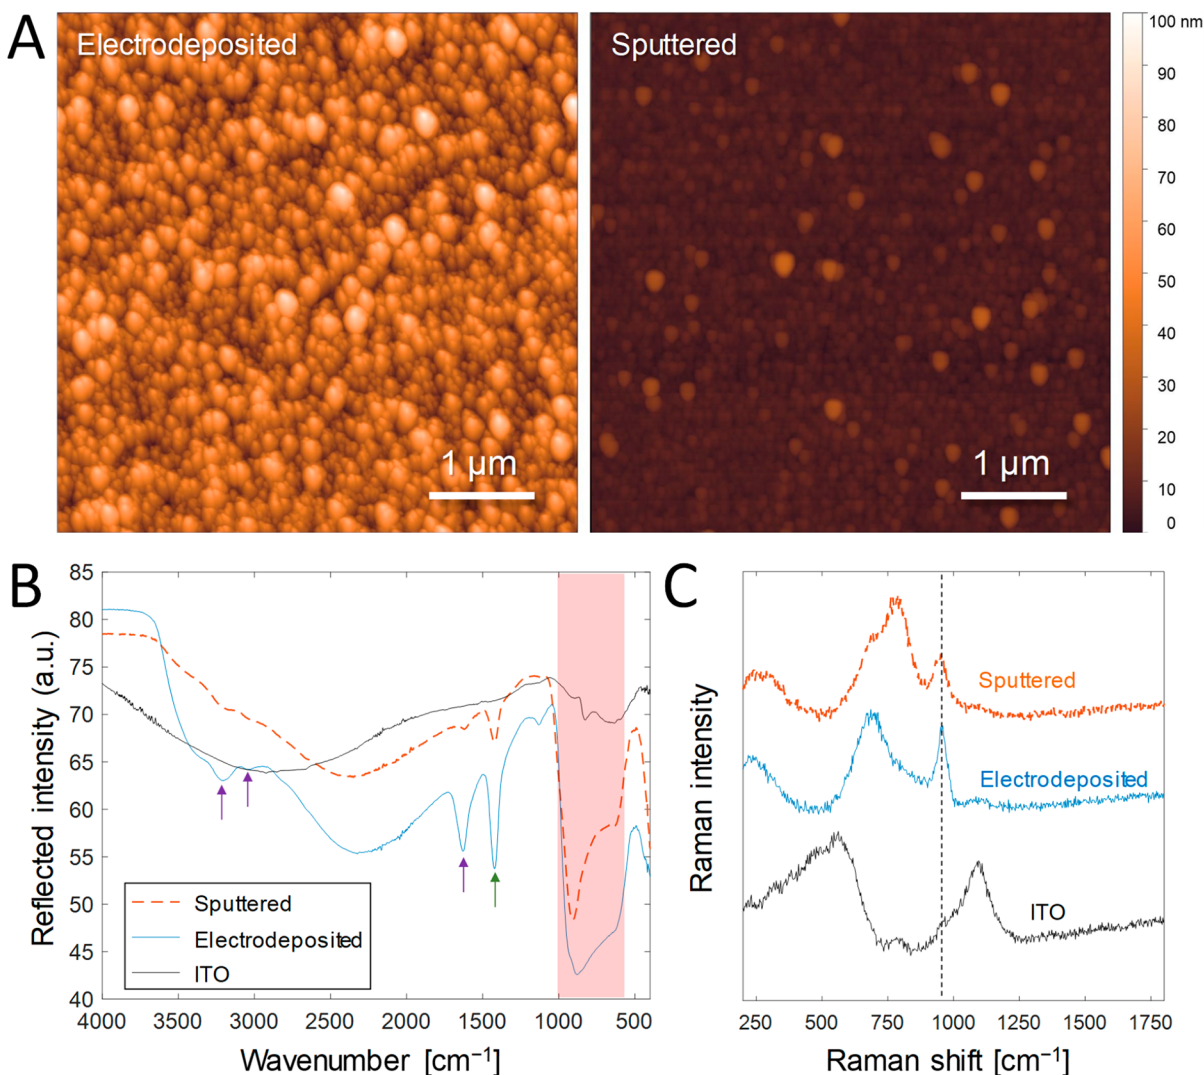 A
Electrodeposited
Sputtered
1 µm
1 µm
100 nm
90
80
70
60
50
40
30
20
10
0
B
85
80
75
70
65
60
55
50
45
40
Reflected intensity (a.u.)
Sputtered
Electrodeposited
ITO
4000 3500 3000 2500 2000 1500 1000 500
Wavenumber [cm⁻¹]
C
Raman intensity
Sputtered
Electrodeposited
ITO
250 500 750 1000 1250 1500 1750
Raman shift [cm⁻¹]